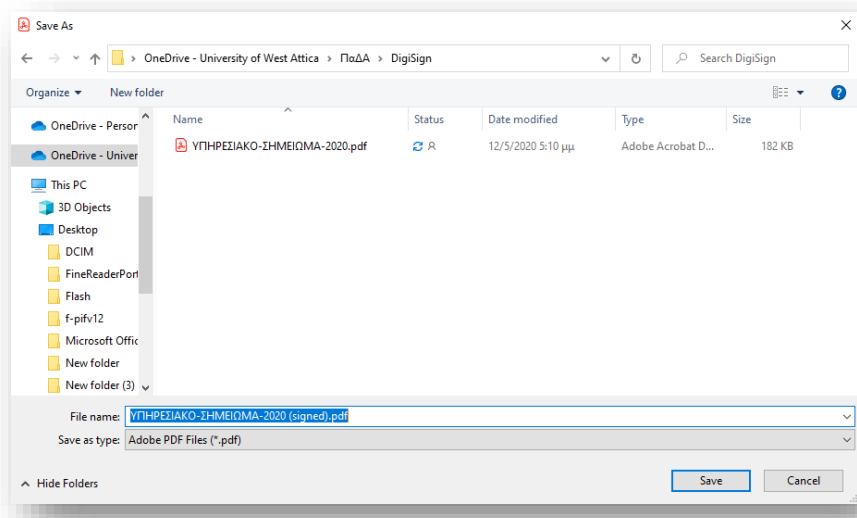 Save As
OneDrive - University of West Attica › ΠαΔΑ › DigiSign
Search DigiSign
Organize
New folder
Name Status Date modified Type Size
ΥΠΗΡΕΣΙΑΚΟ-ΣΗΜΕΙΩΜΑ-2020.pdf 12/5/2020 5:10 μμ Adobe Acrobat D... 182 KB
OneDrive - Person
OneDrive - Univer
This PC
3D Objects
Desktop
DCIM
FineReaderPort
Flash
f-pifv12
Microsoft Offic
New folder
New folder (3)
File name: ΥΠΗΡΕΣΙΑΚΟ-ΣΗΜΕΙΩΜΑ-2020 (signed).pdf
Save as type: Adobe PDF Files (*.pdf)
Hide Folders
Save
Cancel